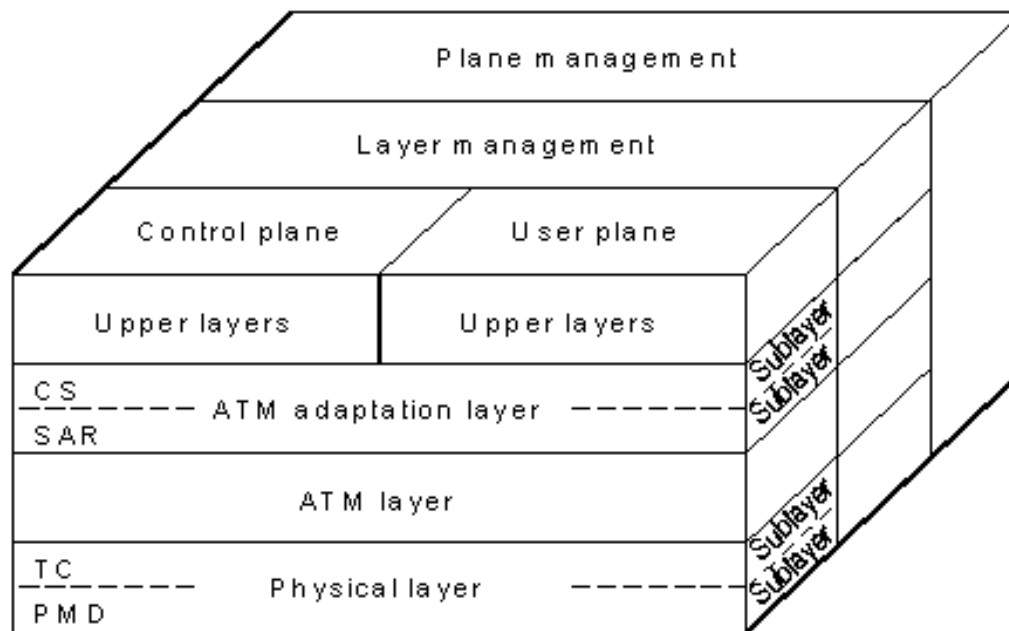 Plane management
Layer management
Control plane
User plane
Upper layers
Upper layers
Sublayer
Sublayer
CS
ATM adaptation layer
SAR
ATM layer
Sublayer
Sublayer
TC
Physical layer
PMD